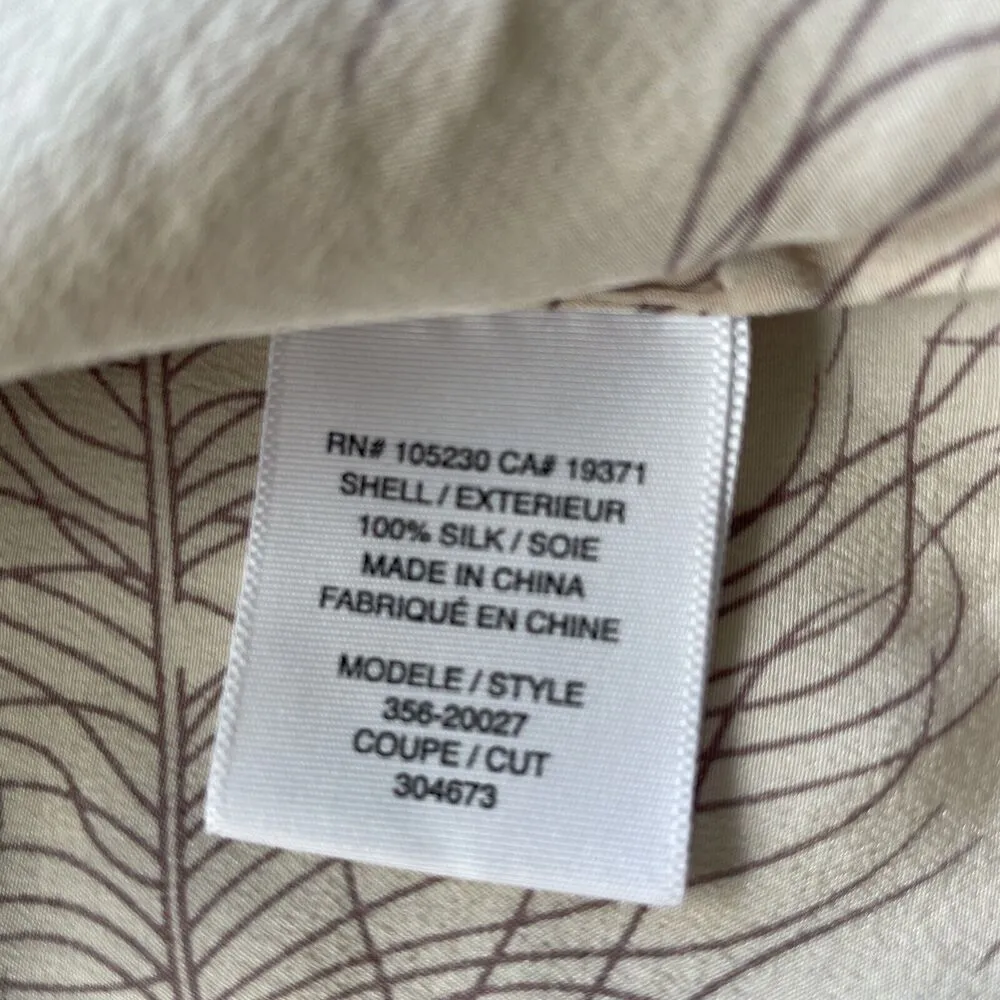 RN# 105230 CA# 19371
SHELL / EXTERIEUR
100% SILK / SOIE
MADE IN CHINA
FABRIQUÉ EN CHINE
MODELE / STYLE
356-20027
COUPE / CUT
304673